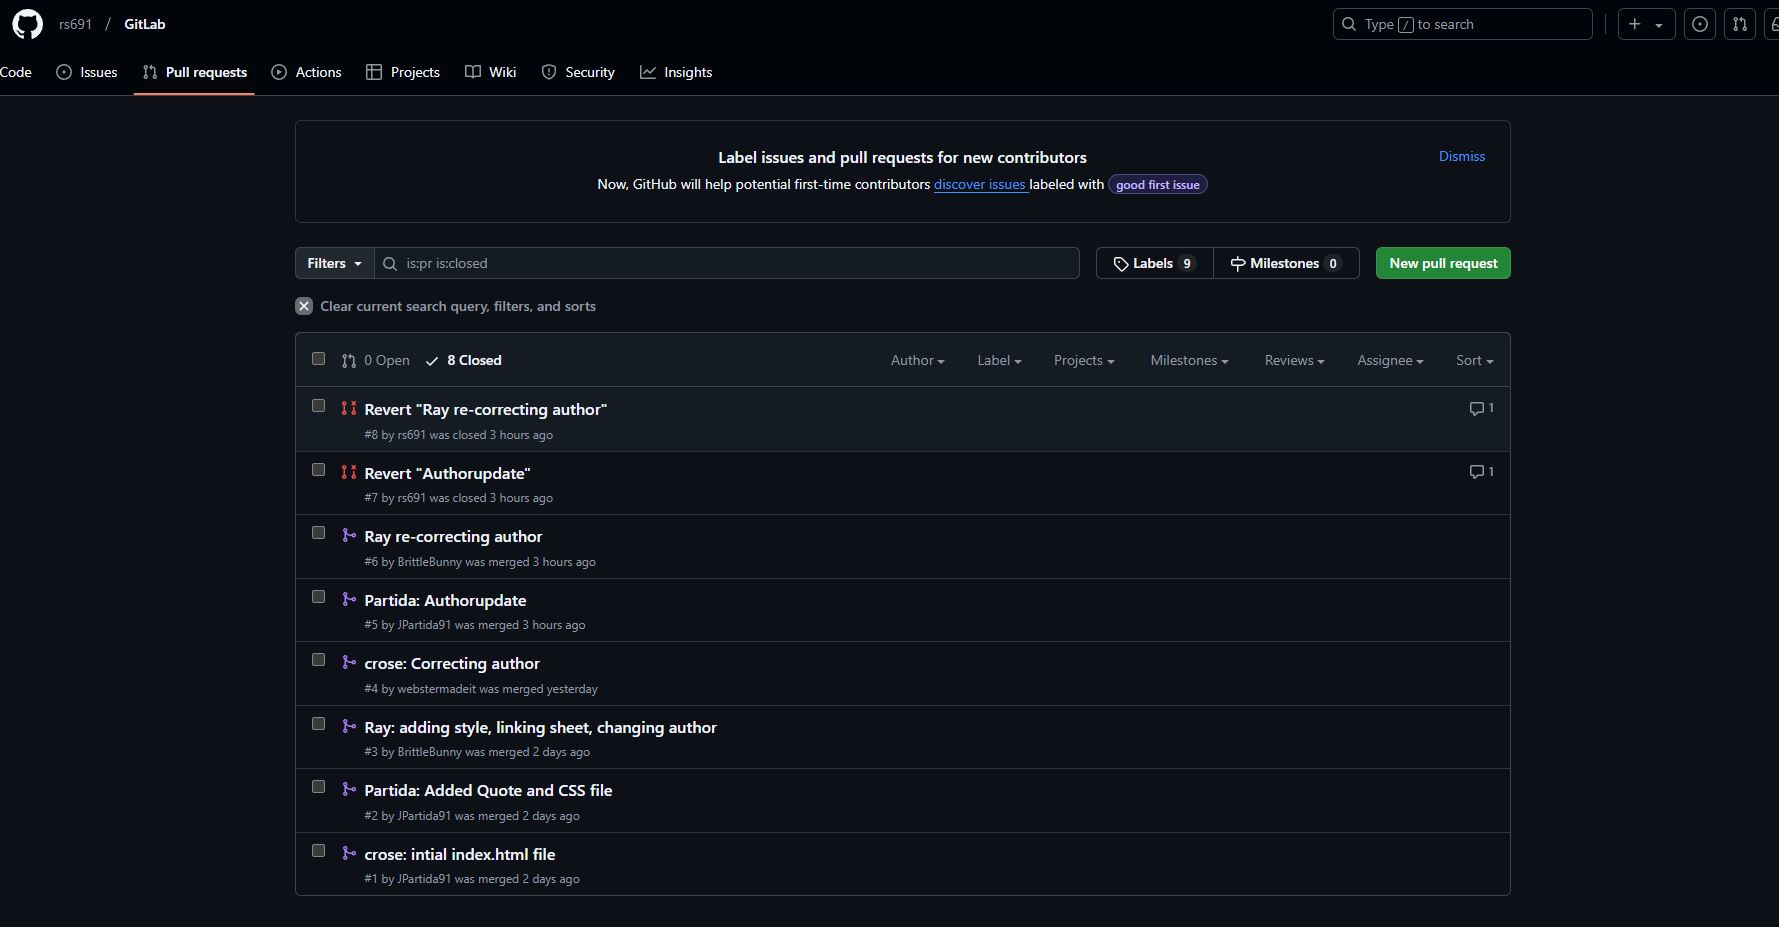 rs691 / GitLab
Type / to search
Code Issues Pull requests Actions Projects Wiki Security Insights
Label issues and pull requests for new contributors
Dismiss
Now, GitHub will help potential first-time contributors discover issues labeled with good first issue
Filters is:pr is:closed Labels 9 Milestones 0 New pull request
Clear current search query, filters, and sorts
0 Open 8 Closed Author Label Projects Milestones Reviews Assignee Sort
Revert "Ray re-correcting author" 1
#8 by rs691 was closed 3 hours ago
Revert "Authorupdate" 1
#7 by rs691 was closed 3 hours ago
Ray re-correcting author
#6 by BrittleBunny was merged 3 hours ago
Partida: Authorupdate
#5 by JPartida91 was merged 3 hours ago
crose: Correcting author
#4 by webstermadeit was merged yesterday
Ray: adding style, linking sheet, changing author
#3 by BrittleBunny was merged 2 days ago
Partida: Added Quote and CSS file
#2 by JPartida91 was merged 2 days ago
crose: intial index.html file
#1 by JPartida91 was merged 2 days ago